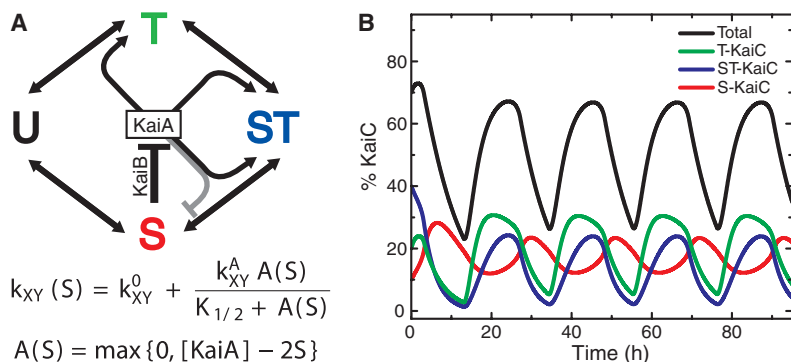 A
T
U
KaiA
ST
KaiB
S
k_XY (S) = k^0_XY + k^A_XY A(S) / K_1/2 + A(S)
A(S) = max{0, [KaiA] – 2S}
B
Total
T-KaiC
ST-KaiC
S-KaiC
% KaiC
80
60
40
20
0
0 20 40 60 80
Time (h)